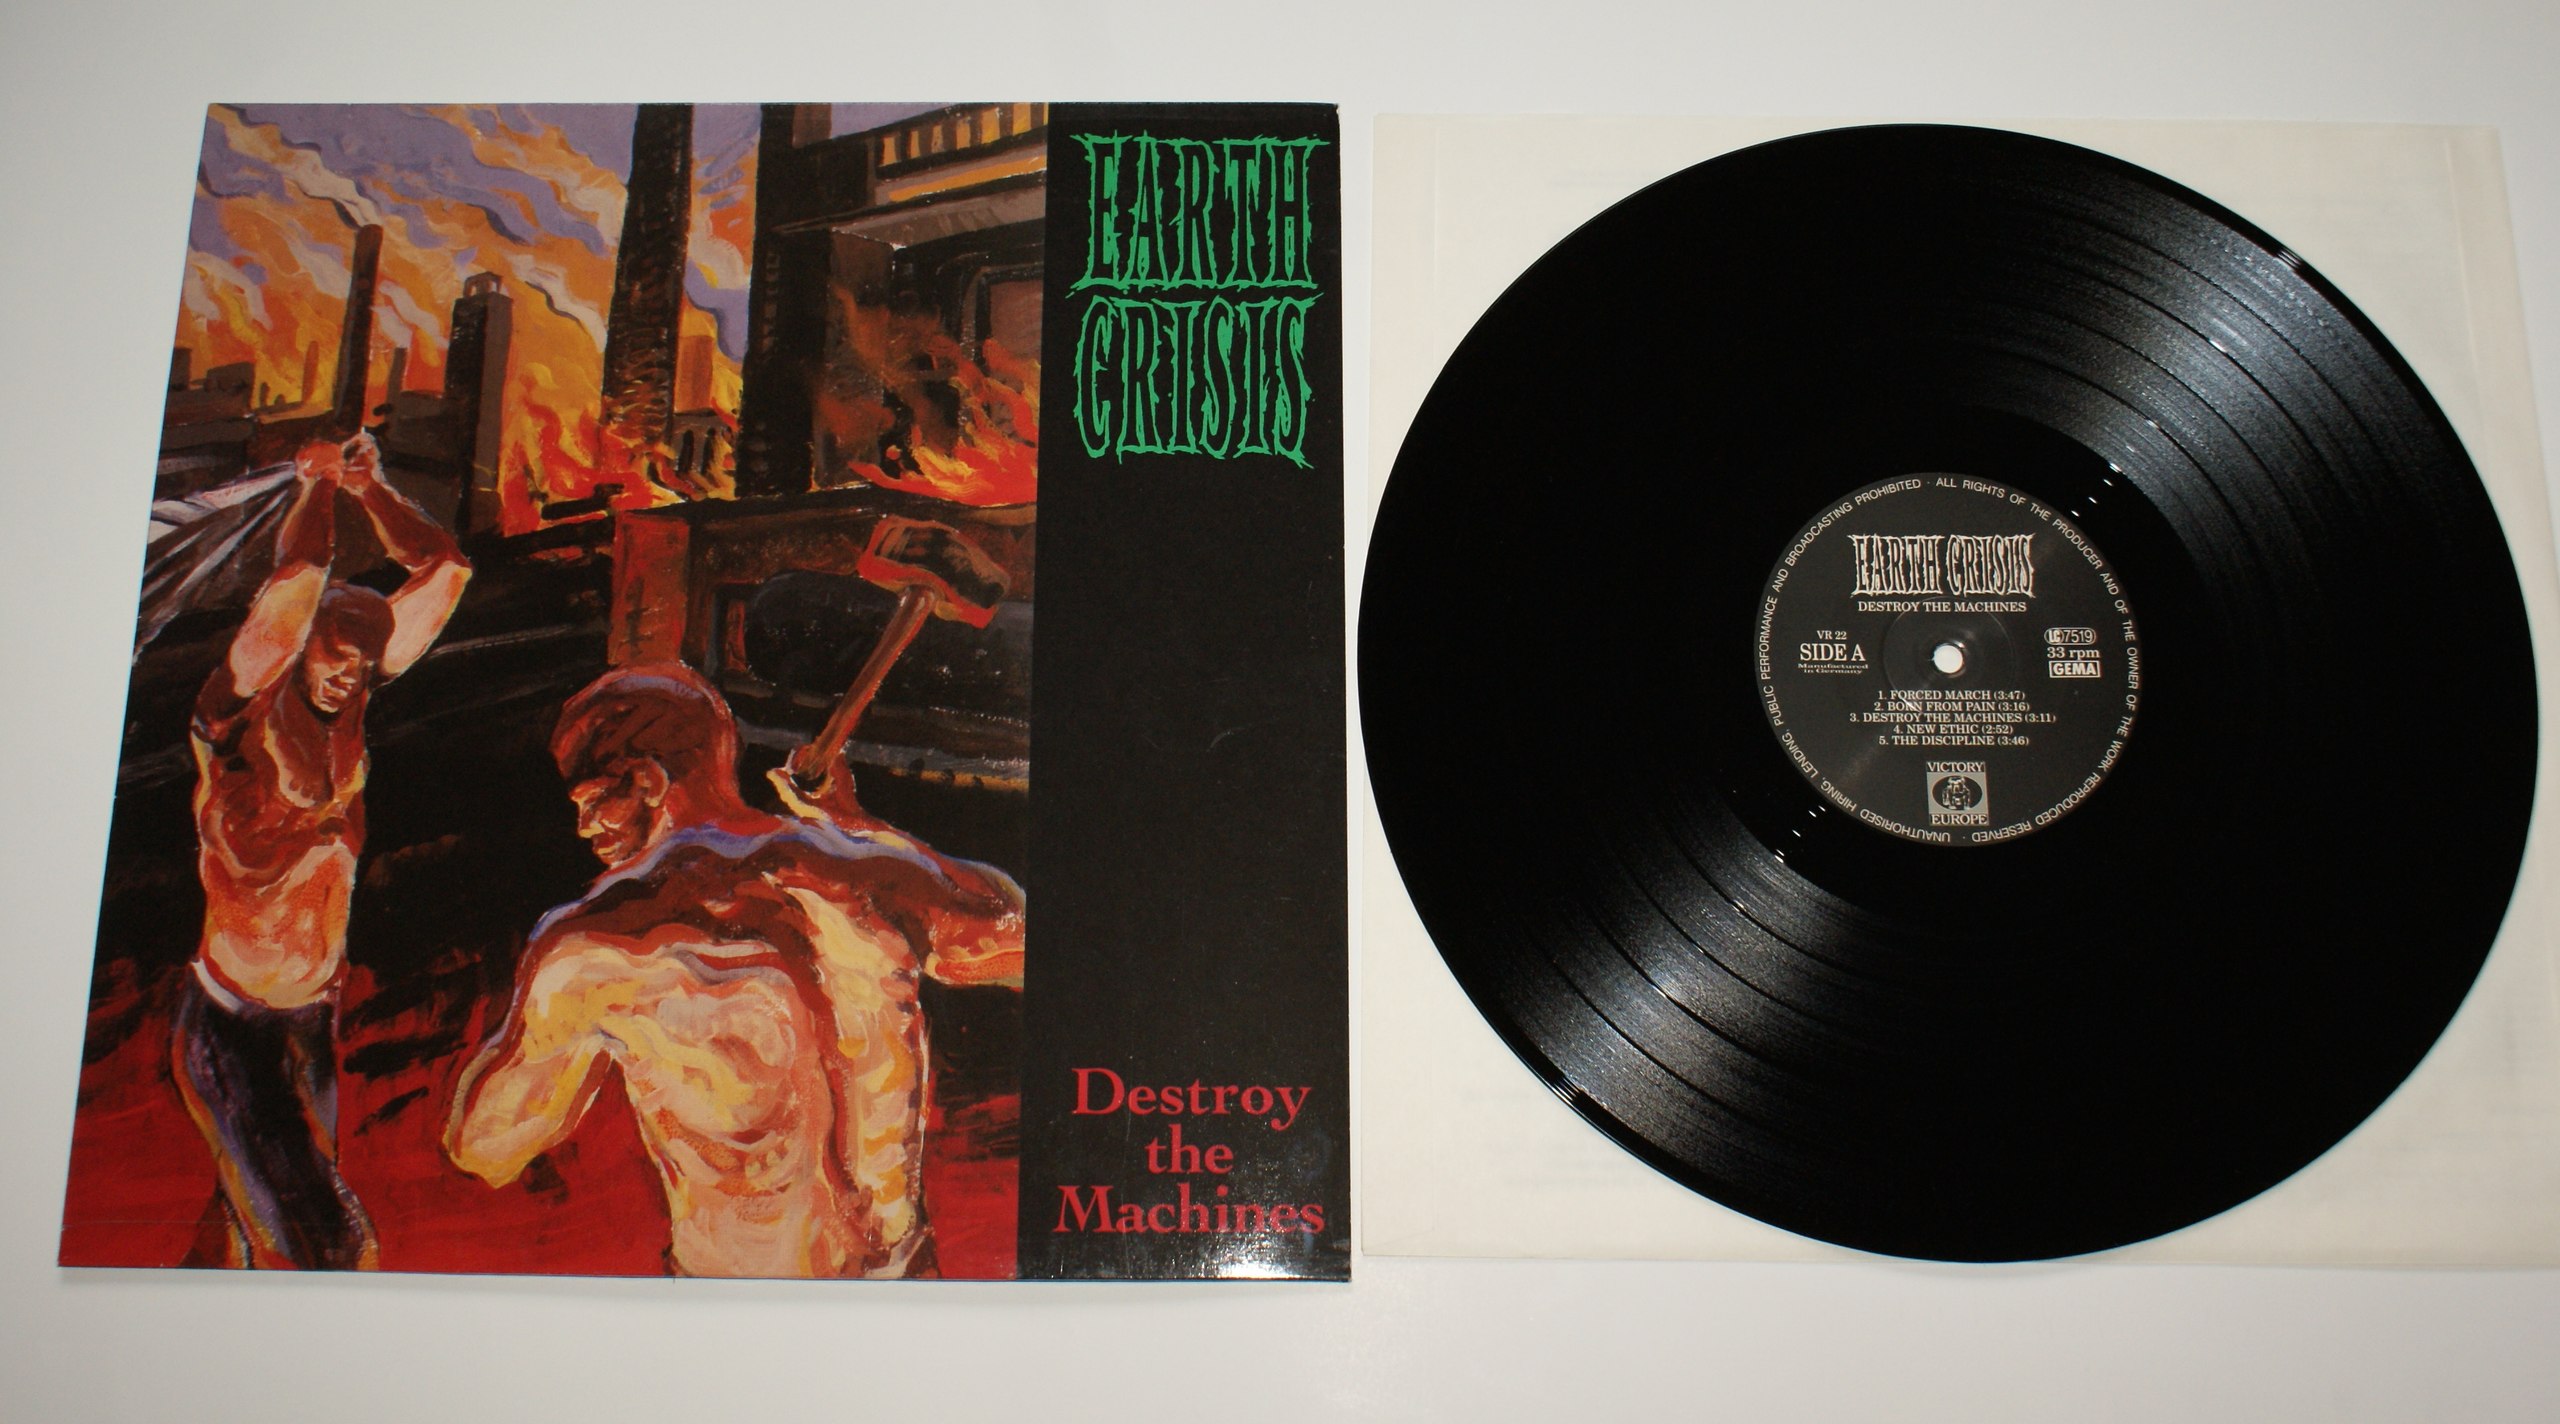 EARTH
CRISIS
Destroy
the
Machines
UNAUTHORISED HIRING, LENDING, PUBLIC PERFORMANCE AND BROADCASTING PROHIBITED · ALL RIGHTS OF THE PRODUCER AND OF THE OWNER OF THE WORK REPRODUCED RESERVED ·
EARTH CRISIS
DESTROY THE MACHINES
VR 22
SIDE A
Manufactured
in Germany
LC 7519
33 rpm
GEMA
1. FORCED MARCH (3:47)
2. BORN FROM PAIN (3:16)
3. DESTROY THE MACHINES (3:11)
4. NEW ETHIC (2:52)
5. THE DISCIPLINE (3:46)
VICTORY
EUROPE